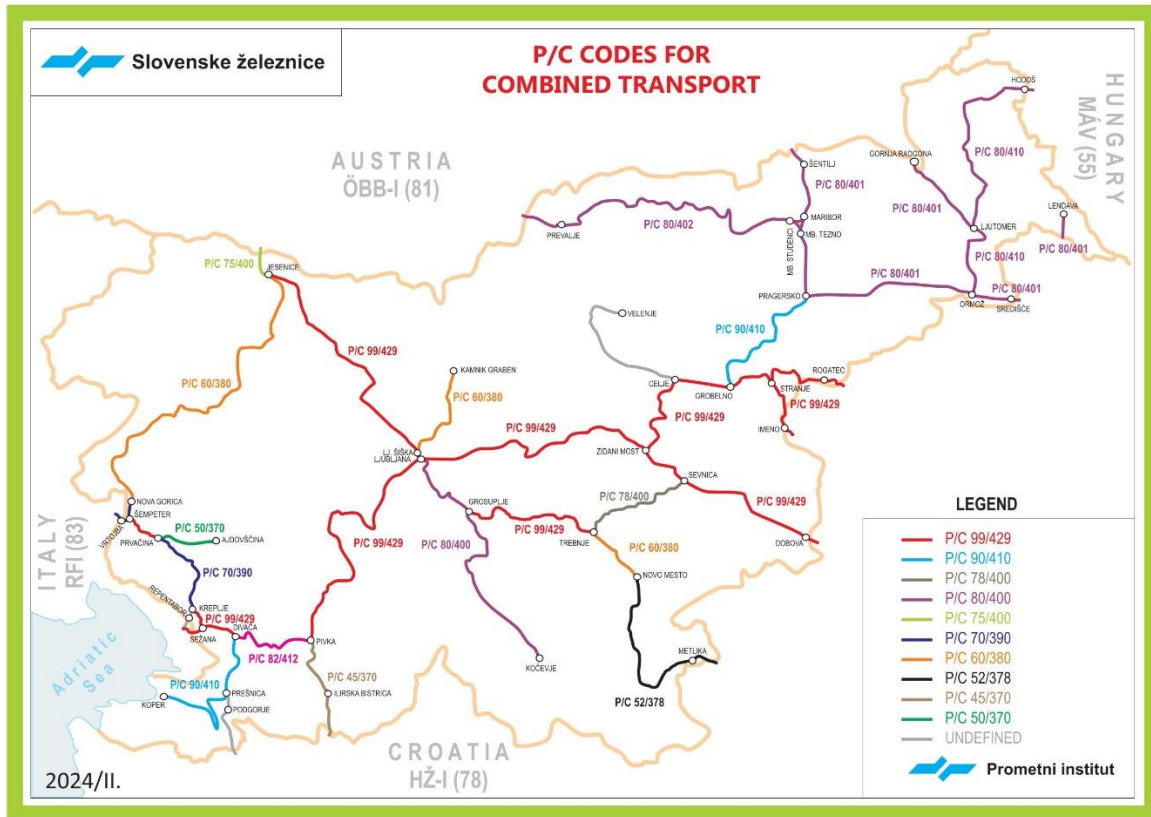 Slovenske železnice
P/C CODES FOR
COMBINED TRANSPORT
AUSTRIA
ÖBB-I (81)
HUNGARY
MÁV (55)
HODOŠ
P/C 80/410
GORNJA RADGONA
ŠENTILJ
P/C 80/401
P/C 80/401
LENDAVA
P/C 80/401
PREVALJE
P/C 80/402
MARIBOR
MB. STUDENCI
MB. TEZNO
LJUTOMER
P/C 80/410
P/C 75/400
JESENICE
P/C 80/401
P/C 80/401
PRAGERSKO
ORMOŽ
SREDIŠČE
VELENJE
P/C 90/410
P/C 99/429
P/C 60/380
KAMNIK GRABEN
P/C 60/380
CELJE
GROBELNO
ROGATEC
STRANJE
P/C 99/429
P/C 99/429
IMENO
P/C 99/429
LJ. ŠIŠKA
LJUBLJANA
ZIDANI MOST
SEVNICA
P/C 78/400
P/C 99/429
NOVA GORICA
ŠEMPETER
VRTOJBA
PRVAČINA
P/C 50/370
AJDOVŠČINA
GROSUPLJE
P/C 99/429
TREBNJE
DOBOVA
P/C 99/429
P/C 80/400
P/C 60/380
NOVO MESTO
ITALY
RFI (83)
P/C 70/390
REPENTABOR
KREPLJE
P/C 99/429
SEŽANA
DIVAČA
P/C 82/412
PIVKA
KOČEVJE
METLIKA
P/C 52/378
Adriatic
Sea
P/C 90/410
KOPER
PREŠNICA
PODGORJE
P/C 45/370
ILIRSKA BISTRICA
CROATIA
HŽ-I (78)
LEGEND
P/C 99/429
P/C 90/410
P/C 78/400
P/C 80/400
P/C 75/400
P/C 70/390
P/C 60/380
P/C 52/378
P/C 45/370
P/C 50/370
UNDEFINED
Prometni institut
2024/II.